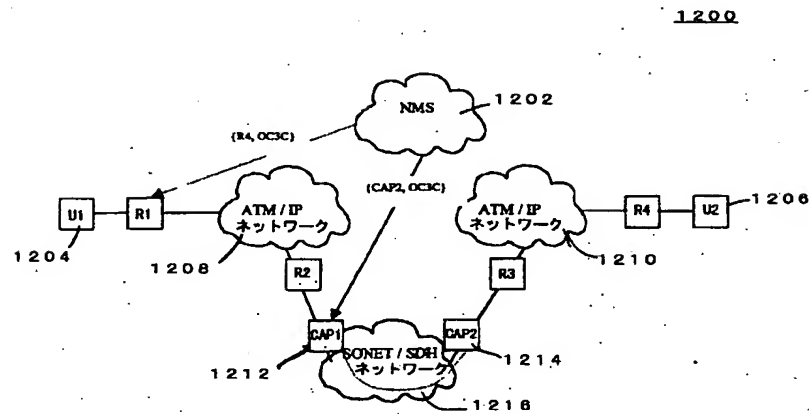 1200
NMS
1202
{R4, OC3C}
{CAP2, OC3C}
U1
R1
ATM / IP
ネットワーク
ATM / IP
ネットワーク
R4
U2
1206
1204
1208
R2
R3
1210
CAP1
CAP2
1212
SONET / SDH
ネットワーク
1214
1216